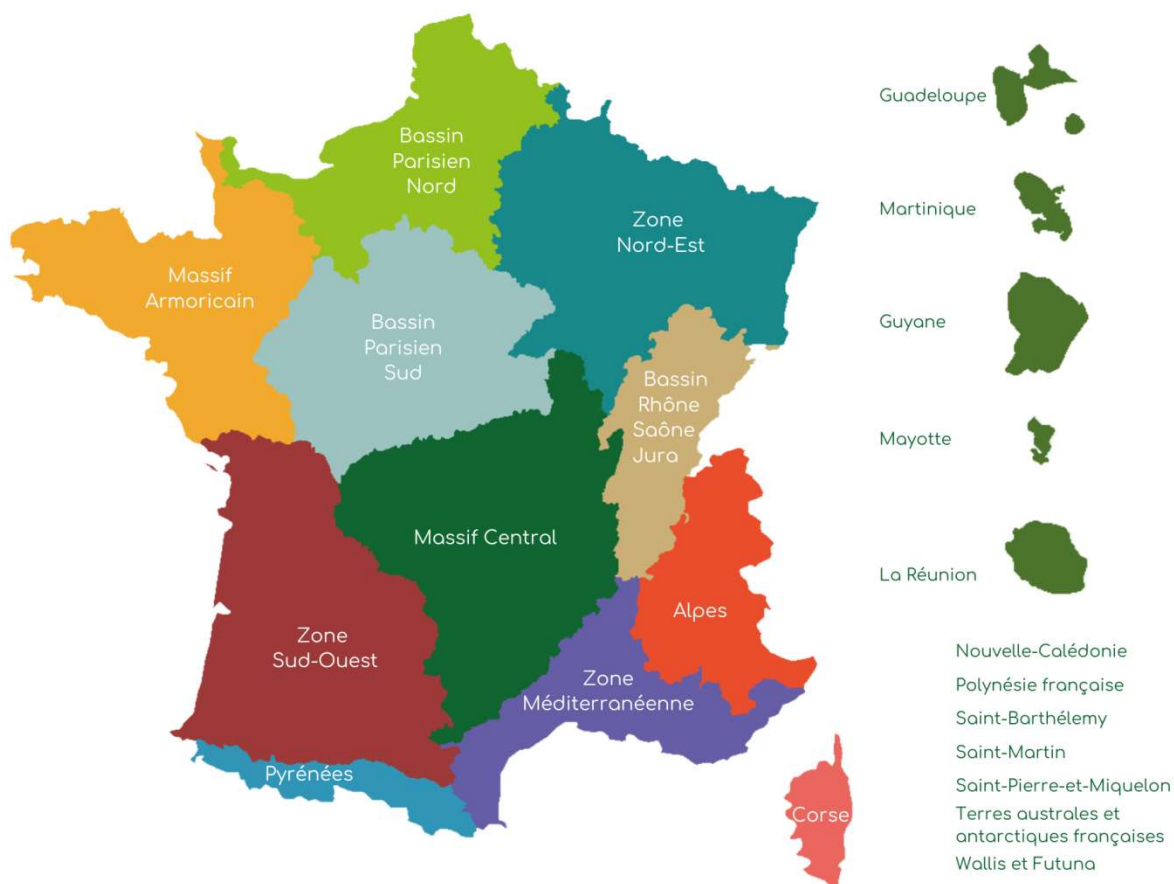 Bassin
Parisien
Nord
Zone
Nord-Est
Massif
Armoricain
Bassin
Parisien
Sud
Bassin
Rhône
Saône
Jura
Massif Central
Alpes
Zone
Sud-Ouest
Zone
Méditerranéenne
Pyrénées
Corse
Guadeloupe
Martinique
Guyane
Mayotte
La Réunion
Nouvelle-Calédonie
Polynésie française
Saint-Barthélemy
Saint-Martin
Saint-Pierre-et-Miquelon
Terres australes et
antarctiques françaises
Wallis et Futuna